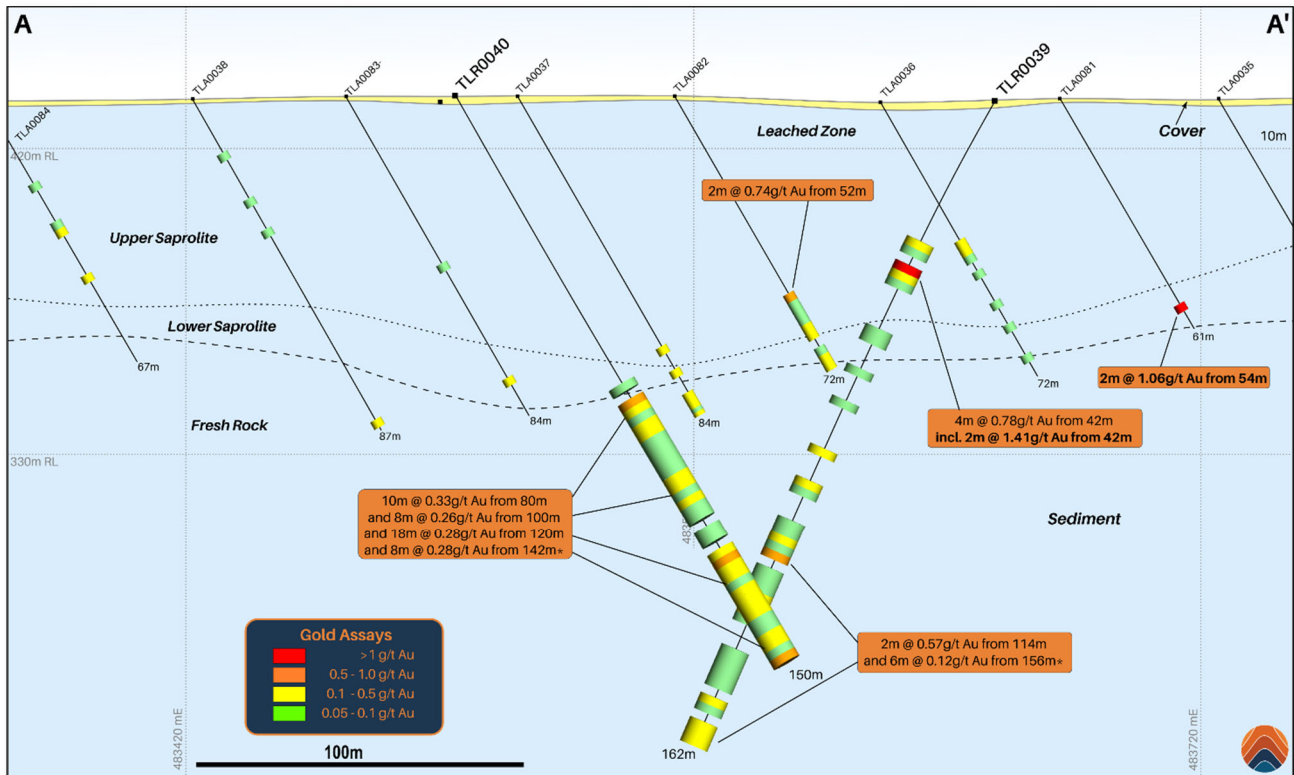 A
A'
TLA0084
TLA0038
TLA0083
TLR0040
TLA0037
TLA0082
TLA0036
TLR0039
TLA0081
TLA0035
Leached Zone
Cover
10m
420m RL
2m @ 0.74g/t Au from 52m
Upper Saprolite
Lower Saprolite
67m
87m
84m
84m
72m
72m
61m
2m @ 1.06g/t Au from 54m
4m @ 0.78g/t Au from 42m
incl. 2m @ 1.41g/t Au from 42m
Fresh Rock
330m RL
10m @ 0.33g/t Au from 80m
and 8m @ 0.26g/t Au from 100m
and 18m @ 0.28g/t Au from 120m
and 8m @ 0.28g/t Au from 142m*
Sediment
Gold Assays
>1 g/t Au
0.5 - 1.0 g/t Au
0.1 - 0.5 g/t Au
0.05 - 0.1 g/t Au
2m @ 0.57g/t Au from 114m
and 6m @ 0.12g/t Au from 156m*
150m
162m
483420 mE
483720 mE
100m